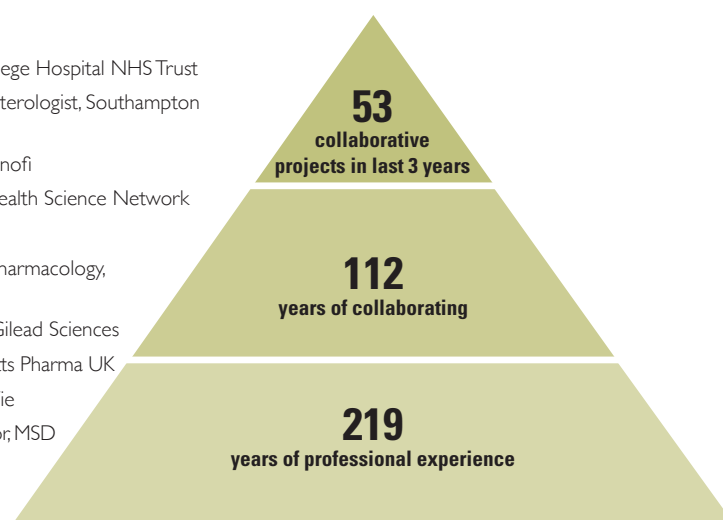 ege Hospital NHS Trust
terologist, Southampton
nofi
ealth Science Network
harmacology,
Gilead Sciences
tts Pharma UK
ie
or, MSD
53
collaborative
projects in last 3 years
112
years of collaborating
219
years of professional experience